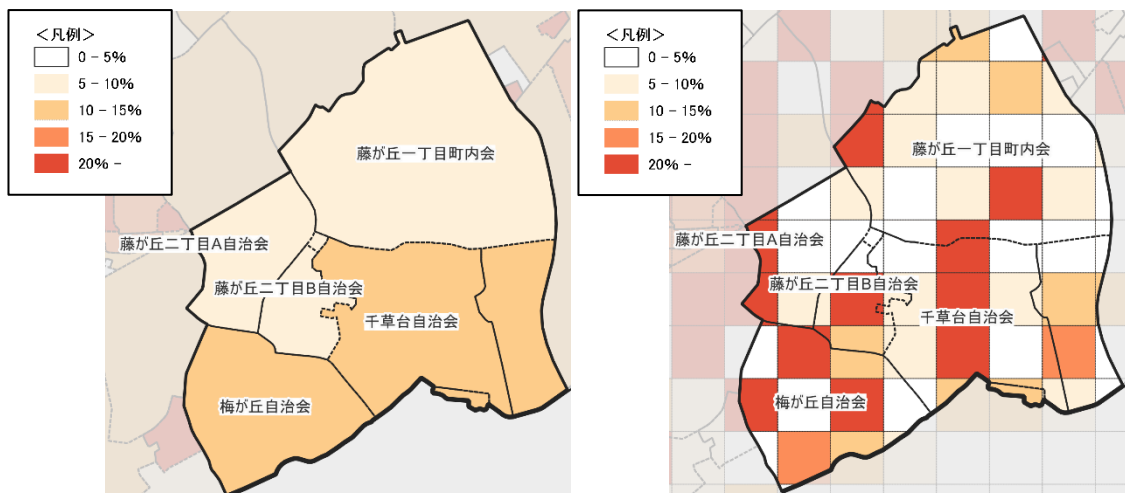 <凡例>
0 - 5%
5 - 10%
10 - 15%
15 - 20%
20% -
藤が丘一丁目町内会
藤が丘二丁目A自治会
藤が丘二丁目B自治会
千草台自治会
梅が丘自治会
<凡例>
0 - 5%
5 - 10%
10 - 15%
15 - 20%
20% -
藤が丘一丁目町内会
藤が丘二丁目A自治会
藤が丘二丁目B自治会
千草台自治会
梅が丘自治会